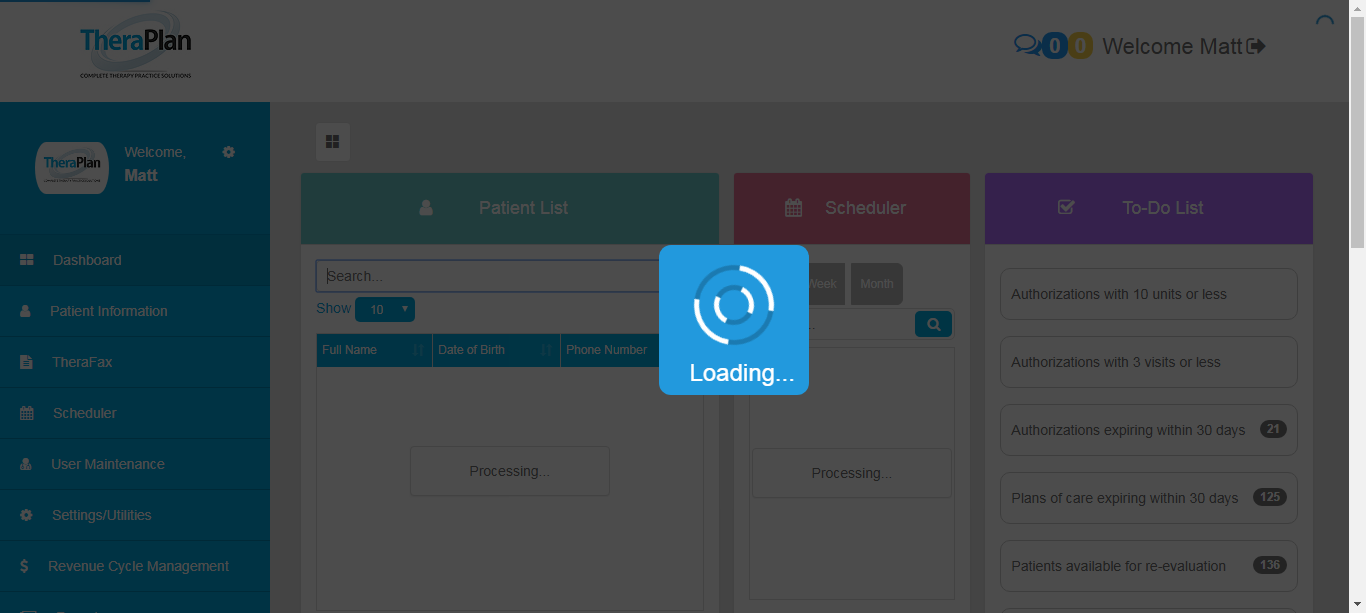 TheraPlan
COMPLETE THERAPY PRACTICE SOLUTIONS
0 0 Welcome Matt
TheraPlan
Welcome,
Matt
Dashboard
Patient Information
TheraFax
Scheduler
User Maintenance
Settings/Utilities
$ Revenue Cycle Management
Patient List
Search...
Show 10
Full Name Date of Birth Phone Number
Processing...
Scheduler
Week Month
Processing...
Loading...
To-Do List
Authorizations with 10 units or less
Authorizations with 3 visits or less
Authorizations expiring within 30 days 21
Plans of care expiring within 30 days 125
Patients available for re-evaluation 136